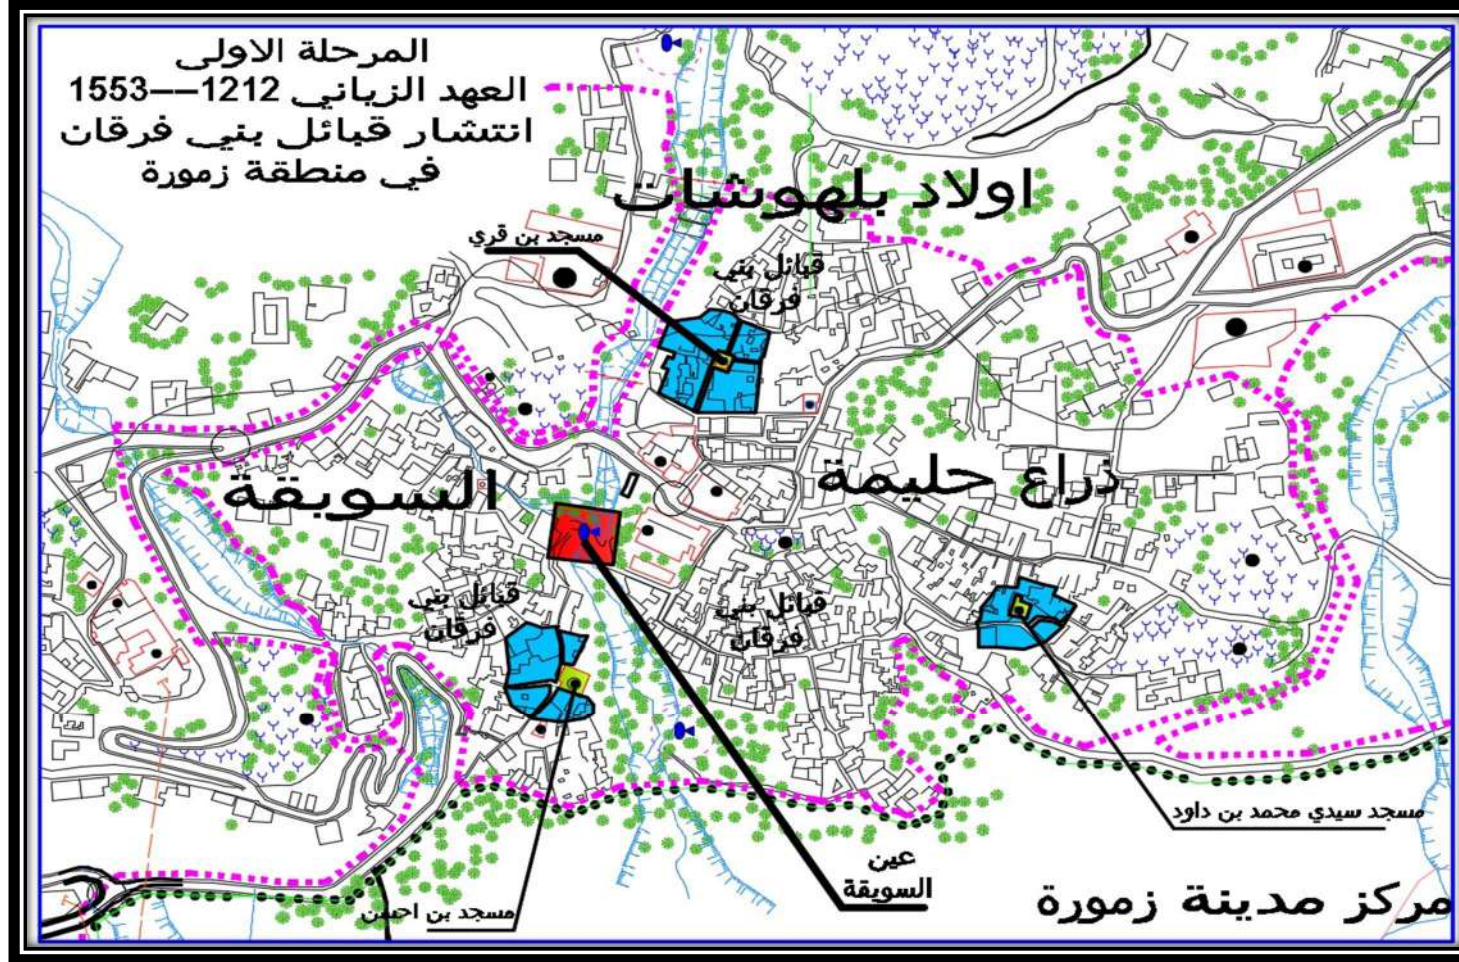 المرحلة الاولى
العهد الزياني 1212—1553
انتشار قبائل بني فرقان
في منطقة زمورة
اولاد بلهوشات
مسجد بن قري
قبائل بني
فرقان
ذراع حليمة
السويقة
قبائل بني
فرقان
قبائل بني
فرقان
مسجد سيدي محمد بن داود
عين
السويقة
مسجد بن احسن
مركز مدينة زمورة